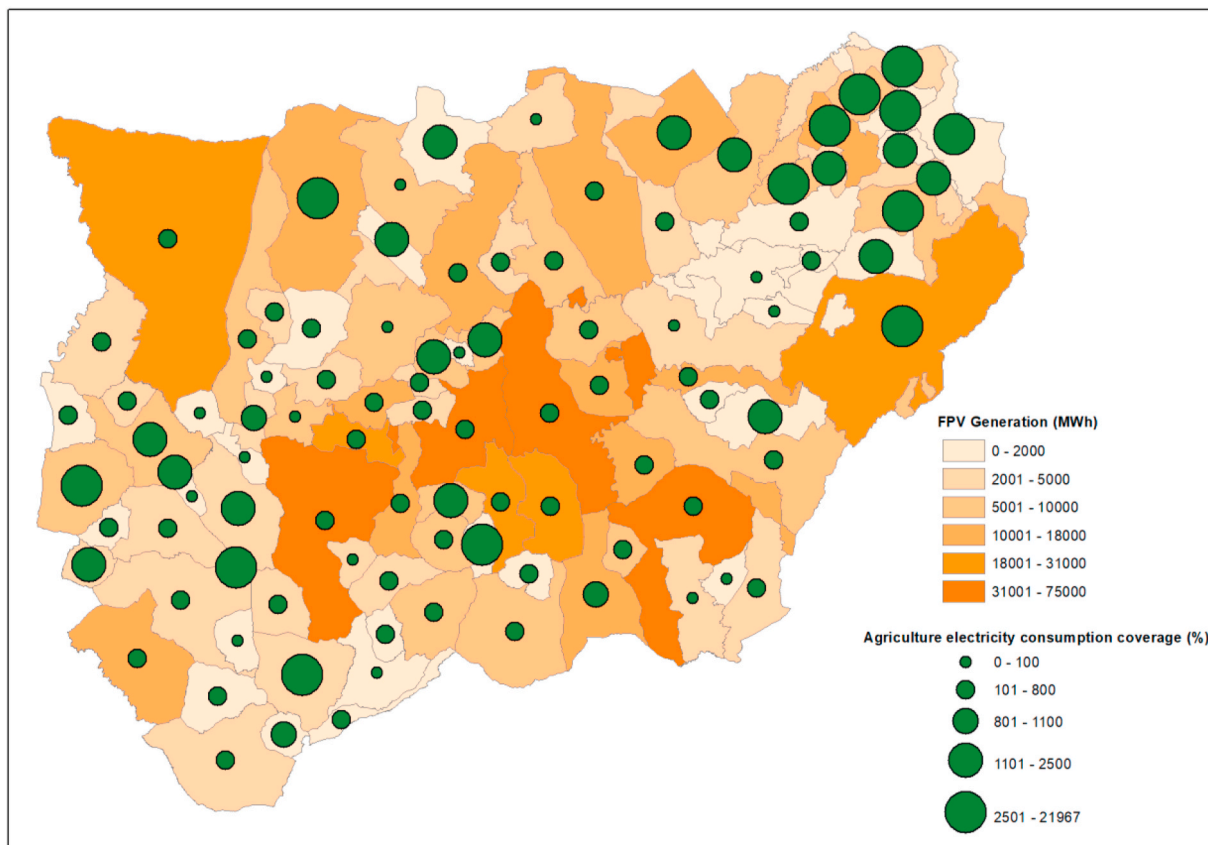 FPV Generation (MWh)
0 - 2000
2001 - 5000
5001 - 10000
10001 - 18000
18001 - 31000
31001 - 75000
Agriculture electricity consumption coverage (%)
0 - 100
101 - 800
801 - 1100
1101 - 2500
2501 - 21967